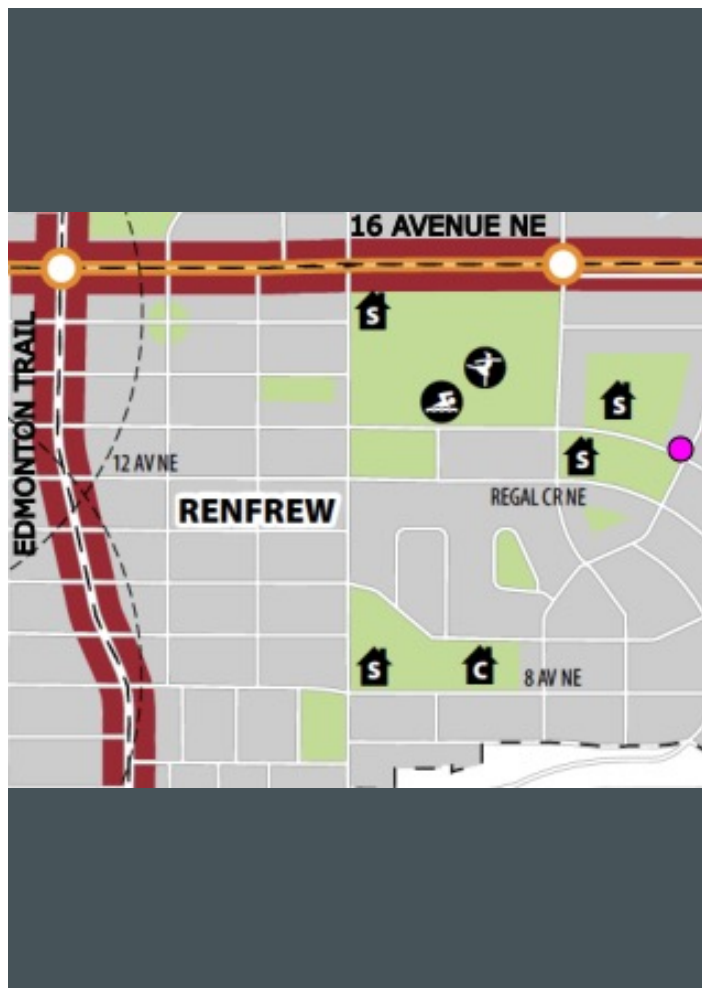 16 AVENUE NE
S
EDMONTON TRAIL
S
12 AV NE
S
REGAL CR NE
RENFREW
S
C
8 AV NE